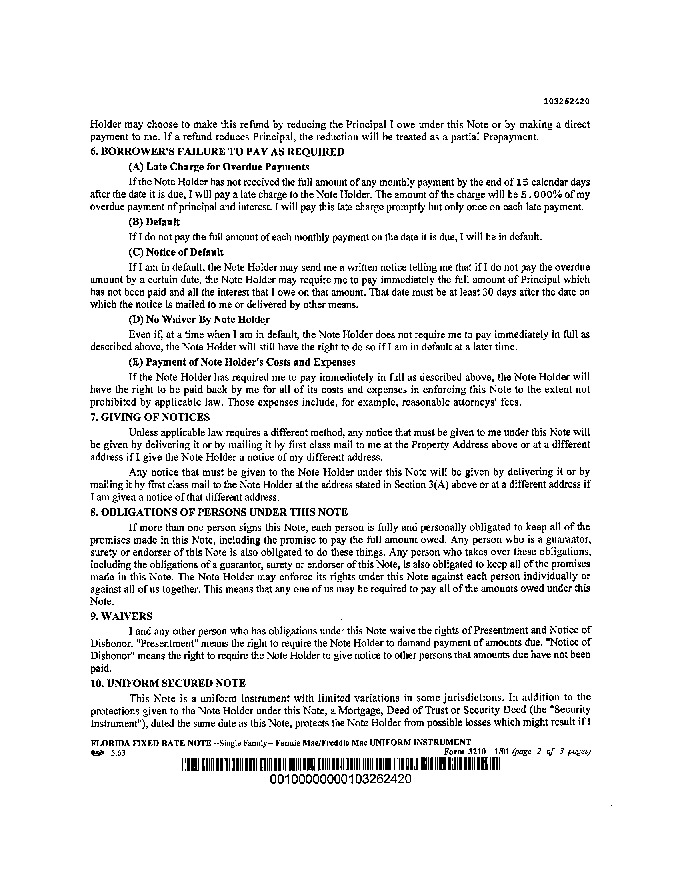 103262420
Holder may choose to make this refund by reducing the Principal I owe under this Note or by making a direct
payment to me. If a refund reduces Principal, the reduction will be treated as a partial Prepayment.
6. BORROWER'S FAILURE TO PAY AS REQUIRED
(A) Late Charge for Overdue Payments
If the Note Holder has not received the full amount of any monthly payment by the end of 15 calendar days
after the date it is due, I will pay a late charge to the Note Holder. The amount of the charge will be 5.000% of my
overdue payment of principal and interest. I will pay this late charge promptly but only once on each late payment.
(B) Default
If I do not pay the full amount of each monthly payment on the date it is due, I will be in default.
(C) Notice of Default
If I am in default, the Note Holder may send me a written notice telling me that if I do not pay the overdue
amount by a certain date, the Note Holder may require me to pay immediately the full amount of Principal which
has not been paid and all the interest that I owe on that amount. That date must be at least 30 days after the date on
which the notice is mailed to me or delivered by other means.
(D) No Waiver By Note Holder
Even if, at a time when I am in default, the Note Holder does not require me to pay immediately in full as
described above, the Note Holder will still have the right to do so if I am in default at a later time.
(E) Payment of Note Holder's Costs and Expenses
If the Note Holder has required me to pay immediately in full as described above, the Note Holder will
have the right to be paid back by me for all of its costs and expenses in enforcing this Note to the extent not
prohibited by applicable law. Those expenses include, for example, reasonable attorneys' fees.
7. GIVING OF NOTICES
Unless applicable law requires a different method, any notice that must be given to me under this Note will
be given by delivering it or by mailing it by first class mail to me at the Property Address above or at a different
address if I give the Note Holder a notice of my different address.
Any notice that must be given to the Note Holder under this Note will be given by delivering it or by
mailing it by first class mail to the Note Holder at the address stated in Section 3(A) above or at a different address if
I am given a notice of that different address.
8. OBLIGATIONS OF PERSONS UNDER THIS NOTE
If more than one person signs this Note, each person is fully and personally obligated to keep all of the
promises made in this Note, including the promise to pay the full amount owed. Any person who is a guarantor,
surety or endorser of this Note is also obligated to do these things. Any person who takes over these obligations,
including the obligations of a guarantor, surety or endorser of this Note, is also obligated to keep all of the promises
made in this Note. The Note Holder may enforce its rights under this Note against each person individually or
against all of us together. This means that any one of us may be required to pay all of the amounts owed under this
Note.
9. WAIVERS
I and any other person who has obligations under this Note waive the rights of Presentment and Notice of
Dishonor. "Presentment" means the right to require the Note Holder to demand payment of amounts due. "Notice of
Dishonor" means the right to require the Note Holder to give notice to other persons that amounts due have not been
paid.
10. UNIFORM SECURED NOTE
This Note is a uniform instrument with limited variations in some jurisdictions. In addition to the
protections given to the Note Holder under this Note, a Mortgage, Deed of Trust or Security Deed (the "Security
Instrument"), dated the same date as this Note, protects the Note Holder from possible losses which might result if I
FLORIDA FIXED RATE NOTE--Single Family--Fannie Mae/Freddie Mac UNIFORM INSTRUMENT
5.63 Form 3210 1/01 (page 2 of 3 pages)
00100000000103262420